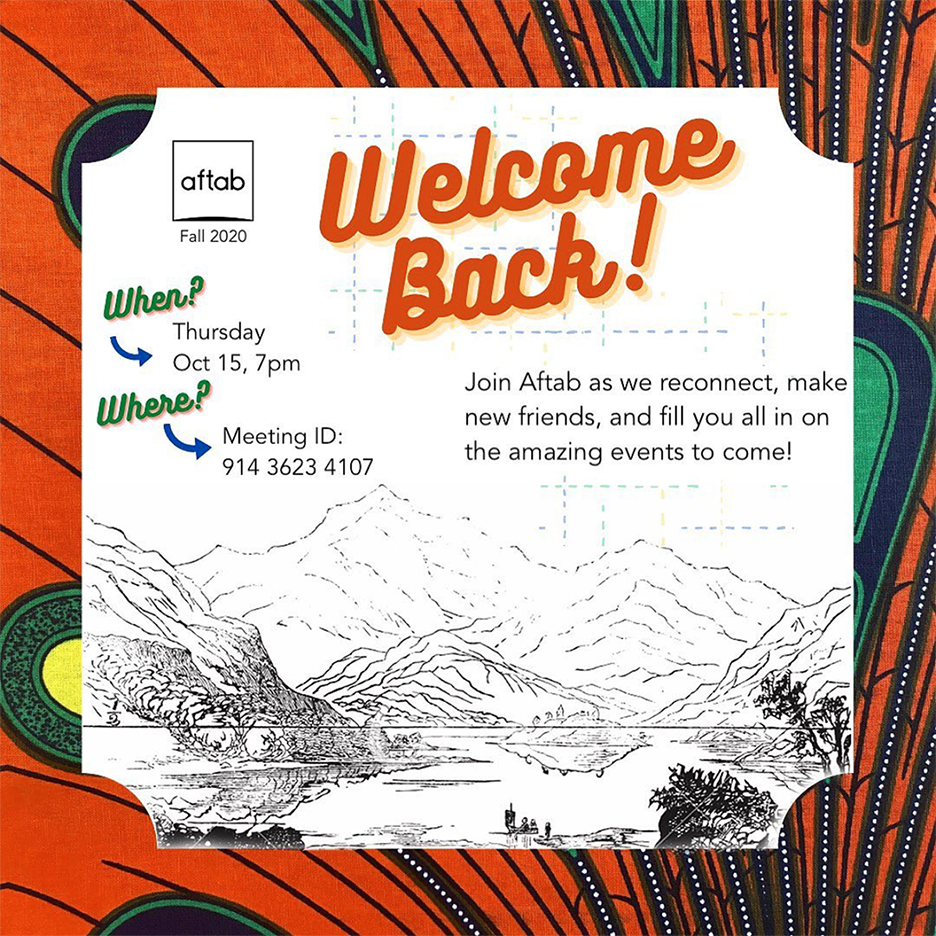 aftab
Fall 2020
Welcome
Back!
When?
Thursday
Oct 15, 7pm
Where?
Meeting ID:
914 3623 4107
Join Aftab as we reconnect, make
new friends, and fill you all in on
the amazing events to come!